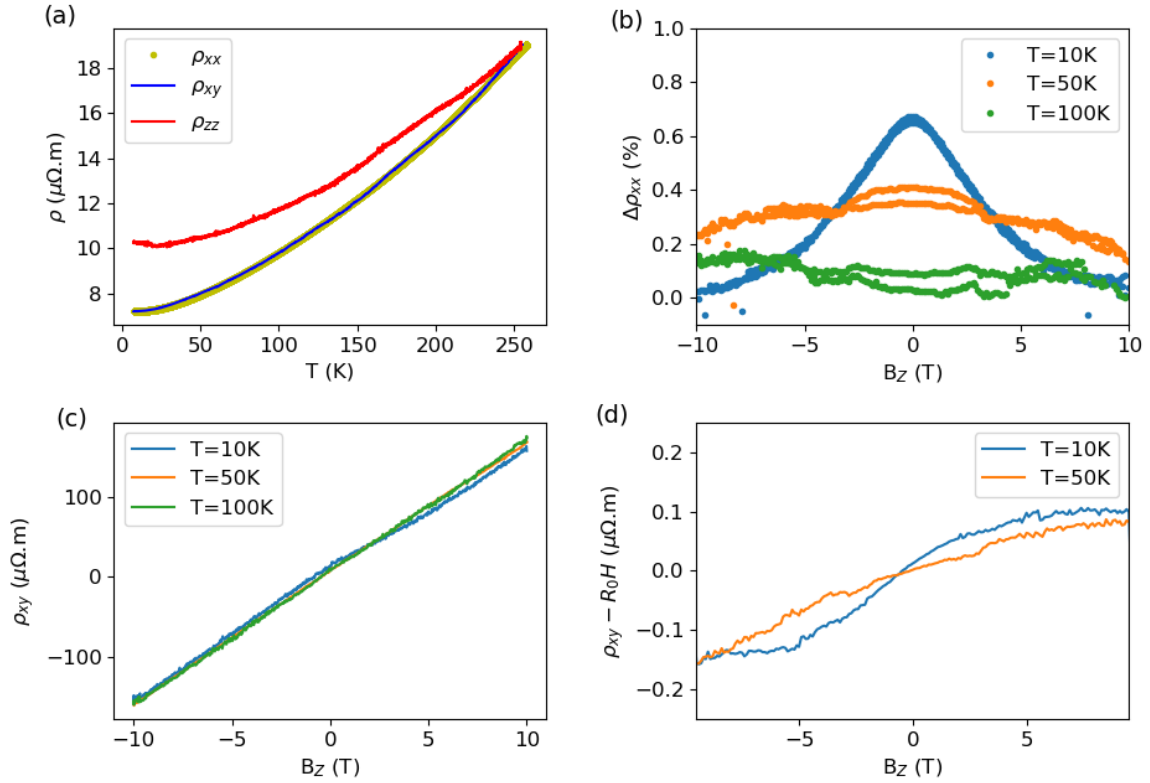 (a)
ρxx
ρxy
ρzz
18
16
14
12
10
8
ρ (μΩ.m)
0 50 100 150 200 250
T (K)
(b)
T=10K
T=50K
T=100K
1.0
0.8
0.6
0.4
0.2
0.0
Δρxx (%)
−10 −5 0 5 10
BZ (T)
(c)
T=10K
T=50K
T=100K
100
0
−100
ρxy (μΩ.m)
−10 −5 0 5 10
BZ (T)
(d)
T=10K
T=50K
0.2
0.1
0.0
−0.1
−0.2
ρxy − R0H (μΩ.m)
−5 0 5
BZ (T)